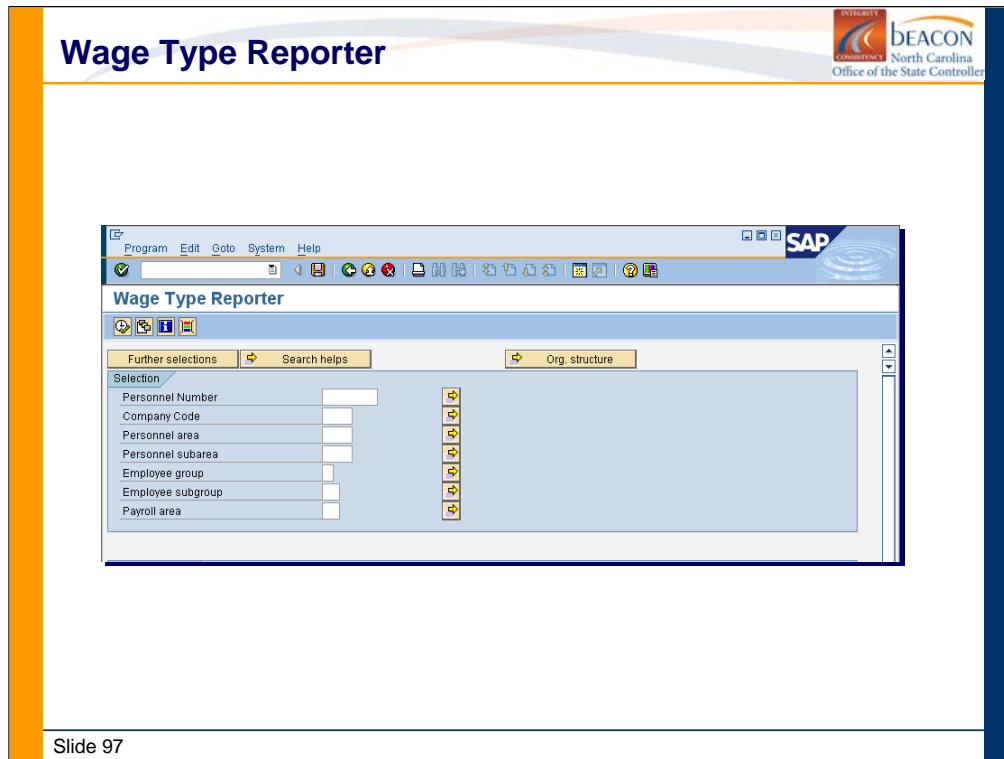 Wage Type Reporter
INTEGRITY
CONSISTENCY
BEACON
North Carolina
Office of the State Controller
Program Edit Goto System Help
SAP
Wage Type Reporter
Further selections
Search helps
Org. structure
Selection
Personnel Number
Company Code
Personnel area
Personnel subarea
Employee group
Employee subgroup
Payroll area
Slide 97